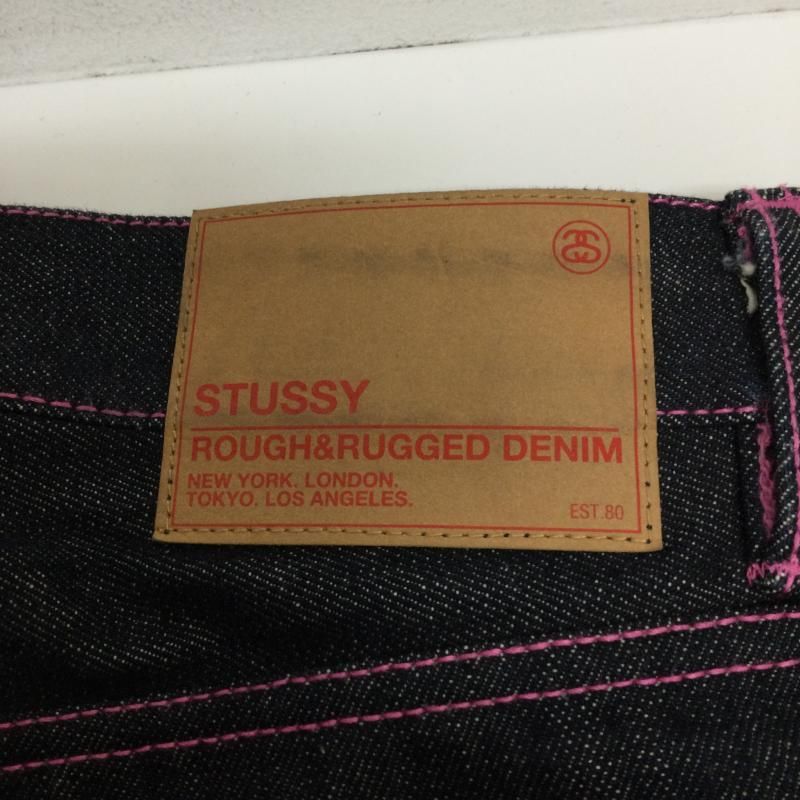 STUSSY
ROUGH&RUGGED DENIM
NEW YORK. LONDON.
TOKYO. LOS ANGELES.
EST.80